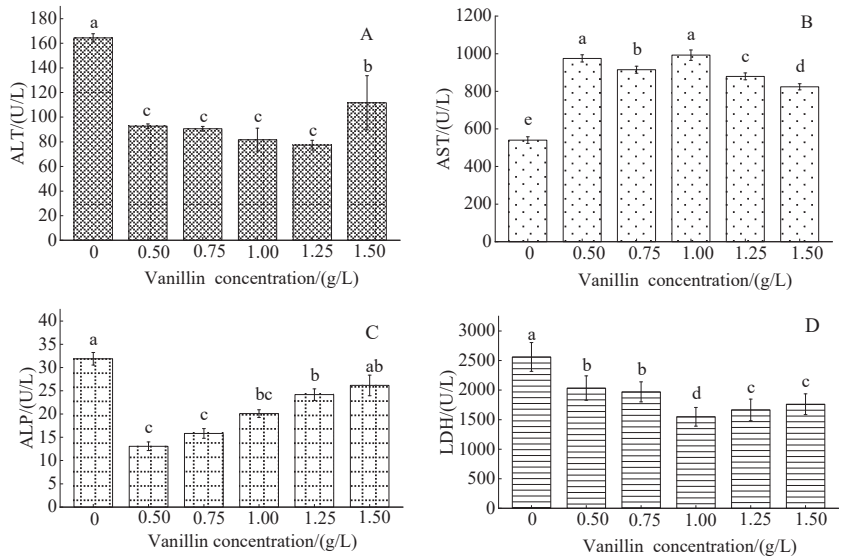 A
ALT/(U/L)
180
160
140
120
100
80
60
40
20
0
a
c
c
c
c
b
0 0.50 0.75 1.00 1.25 1.50
Vanillin concentration/(g/L)
B
AST/(U/L)
1200
1000
800
600
400
200
0
e
a
b
a
c
d
0 0.50 0.75 1.00 1.25 1.50
Vanillin concentration/(g/L)
C
ALP/(U/L)
40
35
30
25
20
15
10
5
0
a
c
c
bc
b
ab
0 0.50 0.75 1.00 1.25 1.50
Vanillin concentration/(g/L)
D
LDH/(U/L)
3000
2500
2000
1500
1000
500
0
a
b
b
d
c
c
0 0.50 0.75 1.00 1.25 1.50
Vanillin concentration/(g/L)